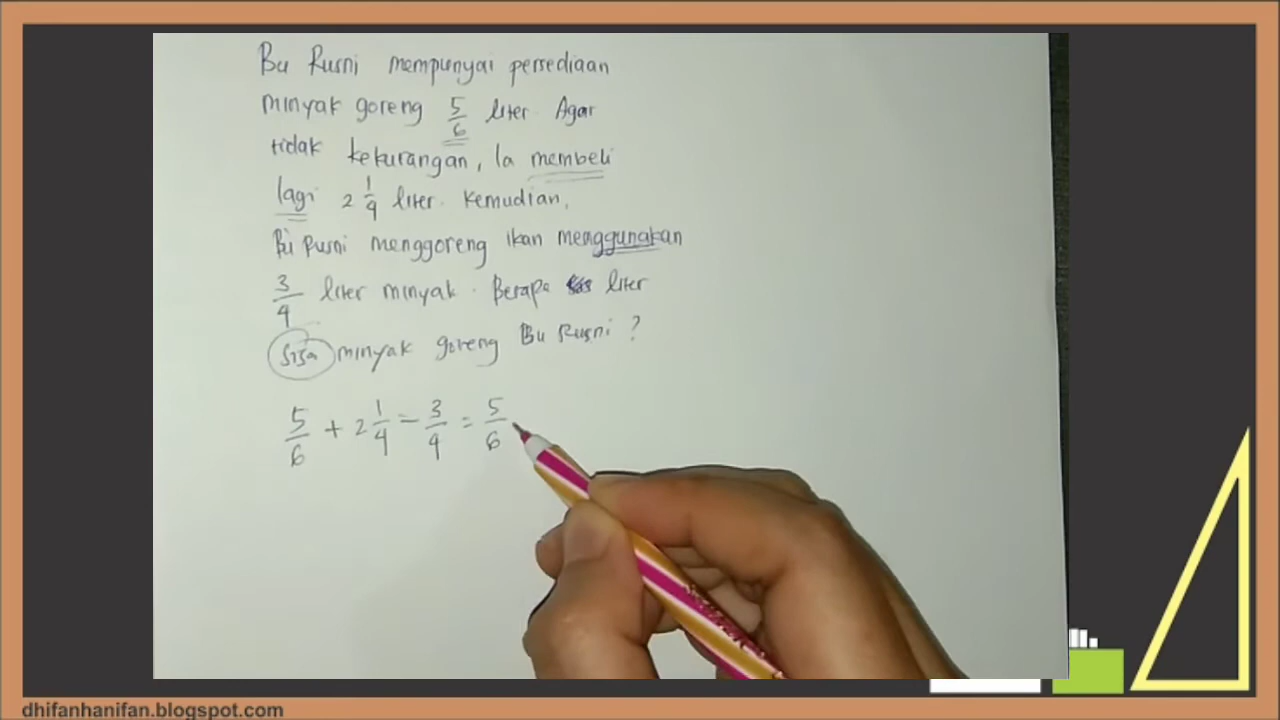 Bu Rusni mempunyai persediaan
minyak goreng 5/6 liter. Agar
tidak kekurangan, Ia membeli
lagi 2 1/4 liter. Kemudian,
Bu Rusni menggoreng ikan menggunakan
3/4 liter minyak. Berapa liter
sisa minyak goreng Bu Rusni?
5/6 + 2 1/4 - 3/4 = 5/6
dhifanhanifan.blogspot.com